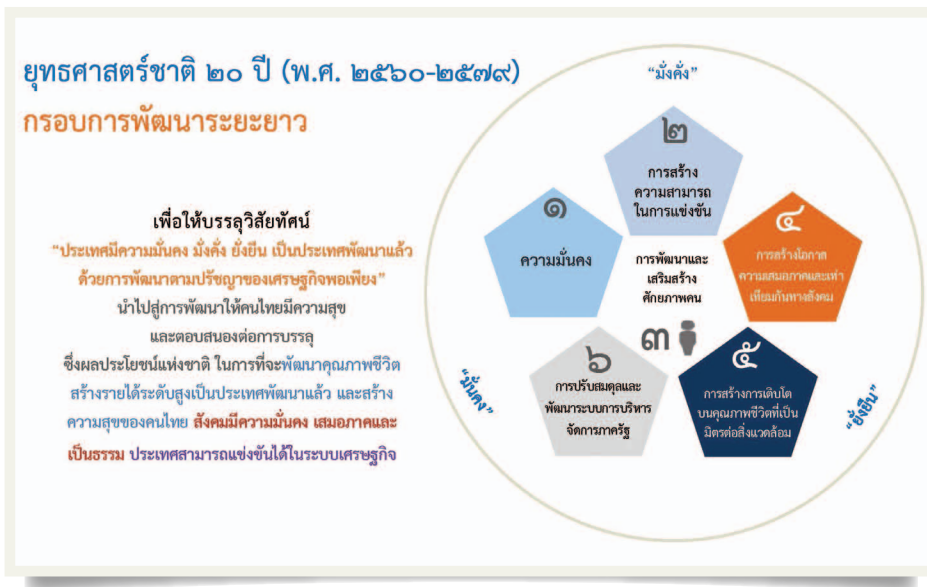 ยุทธศาสตร์ชาติ ๒๐ ปี (พ.ศ. ๒๕๖๐-๒๕๗๙)
กรอบการพัฒนาระยะยาว
เพื่อให้บรรลุวิสัยทัศน์
“ประเทศมีความมั่นคง มั่งคั่ง ยั่งยืน เป็นประเทศพัฒนาแล้ว
ด้วยการพัฒนาตามปรัชญาของเศรษฐกิจพอเพียง”
นำไปสู่การพัฒนาให้คนไทยมีความสุข
และตอบสนองต่อการบรรลุ
ซึ่งผลประโยชน์แห่งชาติ ในการที่จะพัฒนาคุณภาพชีวิต
สร้างรายได้ระดับสูงเป็นประเทศพัฒนาแล้ว และสร้าง
ความสุขของคนไทย สังคมมีความมั่นคง เสมอภาคและ
เป็นธรรม ประเทศสามารถแข่งขันได้ในระบบเศรษฐกิจ
“มั่งคั่ง”
๑
ความมั่นคง
๒
การสร้าง
ความสามารถ
ในการแข่งขัน
การพัฒนาและ
เสริมสร้าง
ศักยภาพคน
๓
๔
การสร้างโอกาส
ความเสมอภาคและเท่า
เทียมกันทางสังคม
๕
การสร้างการเติบโต
บนคุณภาพชีวิตที่เป็น
มิตรต่อสิ่งแวดล้อม
๖
การปรับสมดุลและ
พัฒนาระบบการบริหาร
จัดการภาครัฐ
“มั่นคง”
“ยั่งยืน”